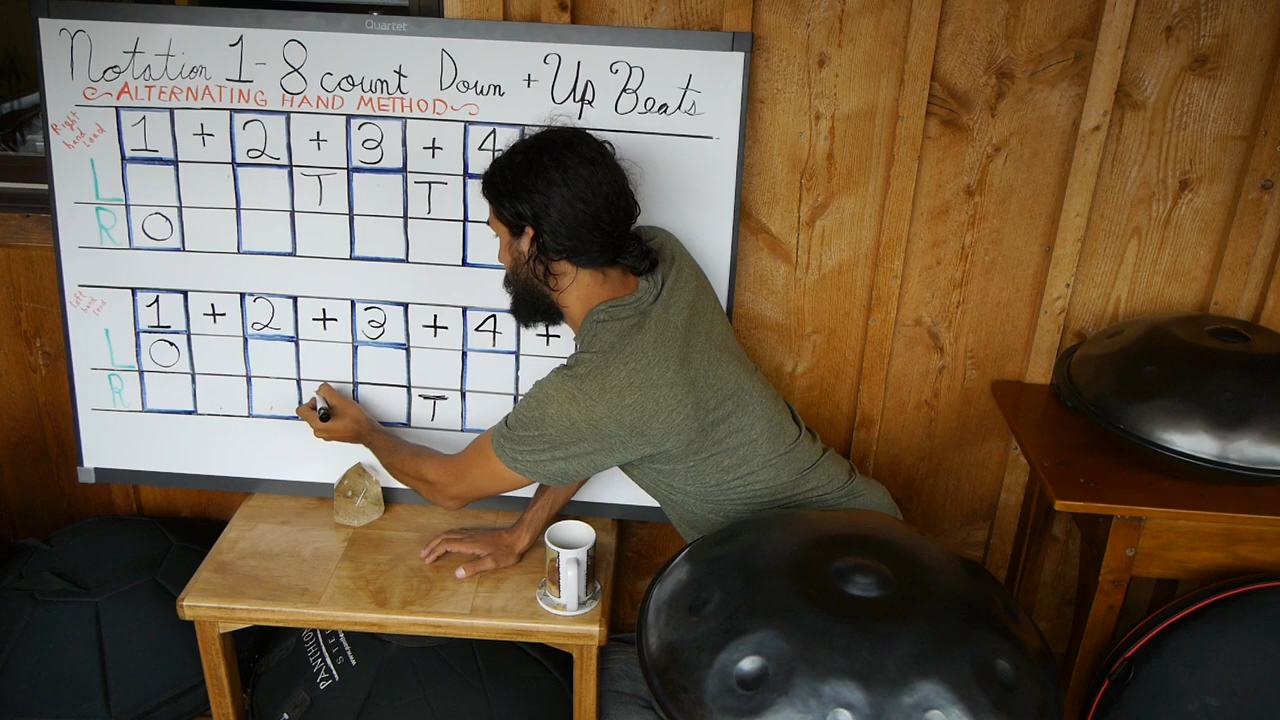 Quartet
Notation 1-8 count Down + Up Beats
ALTERNATING HAND METHOD
Right hand Lead
1 + 2 + 3 + 4
L T T
R O
Left hand Lead
1 + 2 + 3 + 4 +
L O
R T
PANTHEON
STEEL